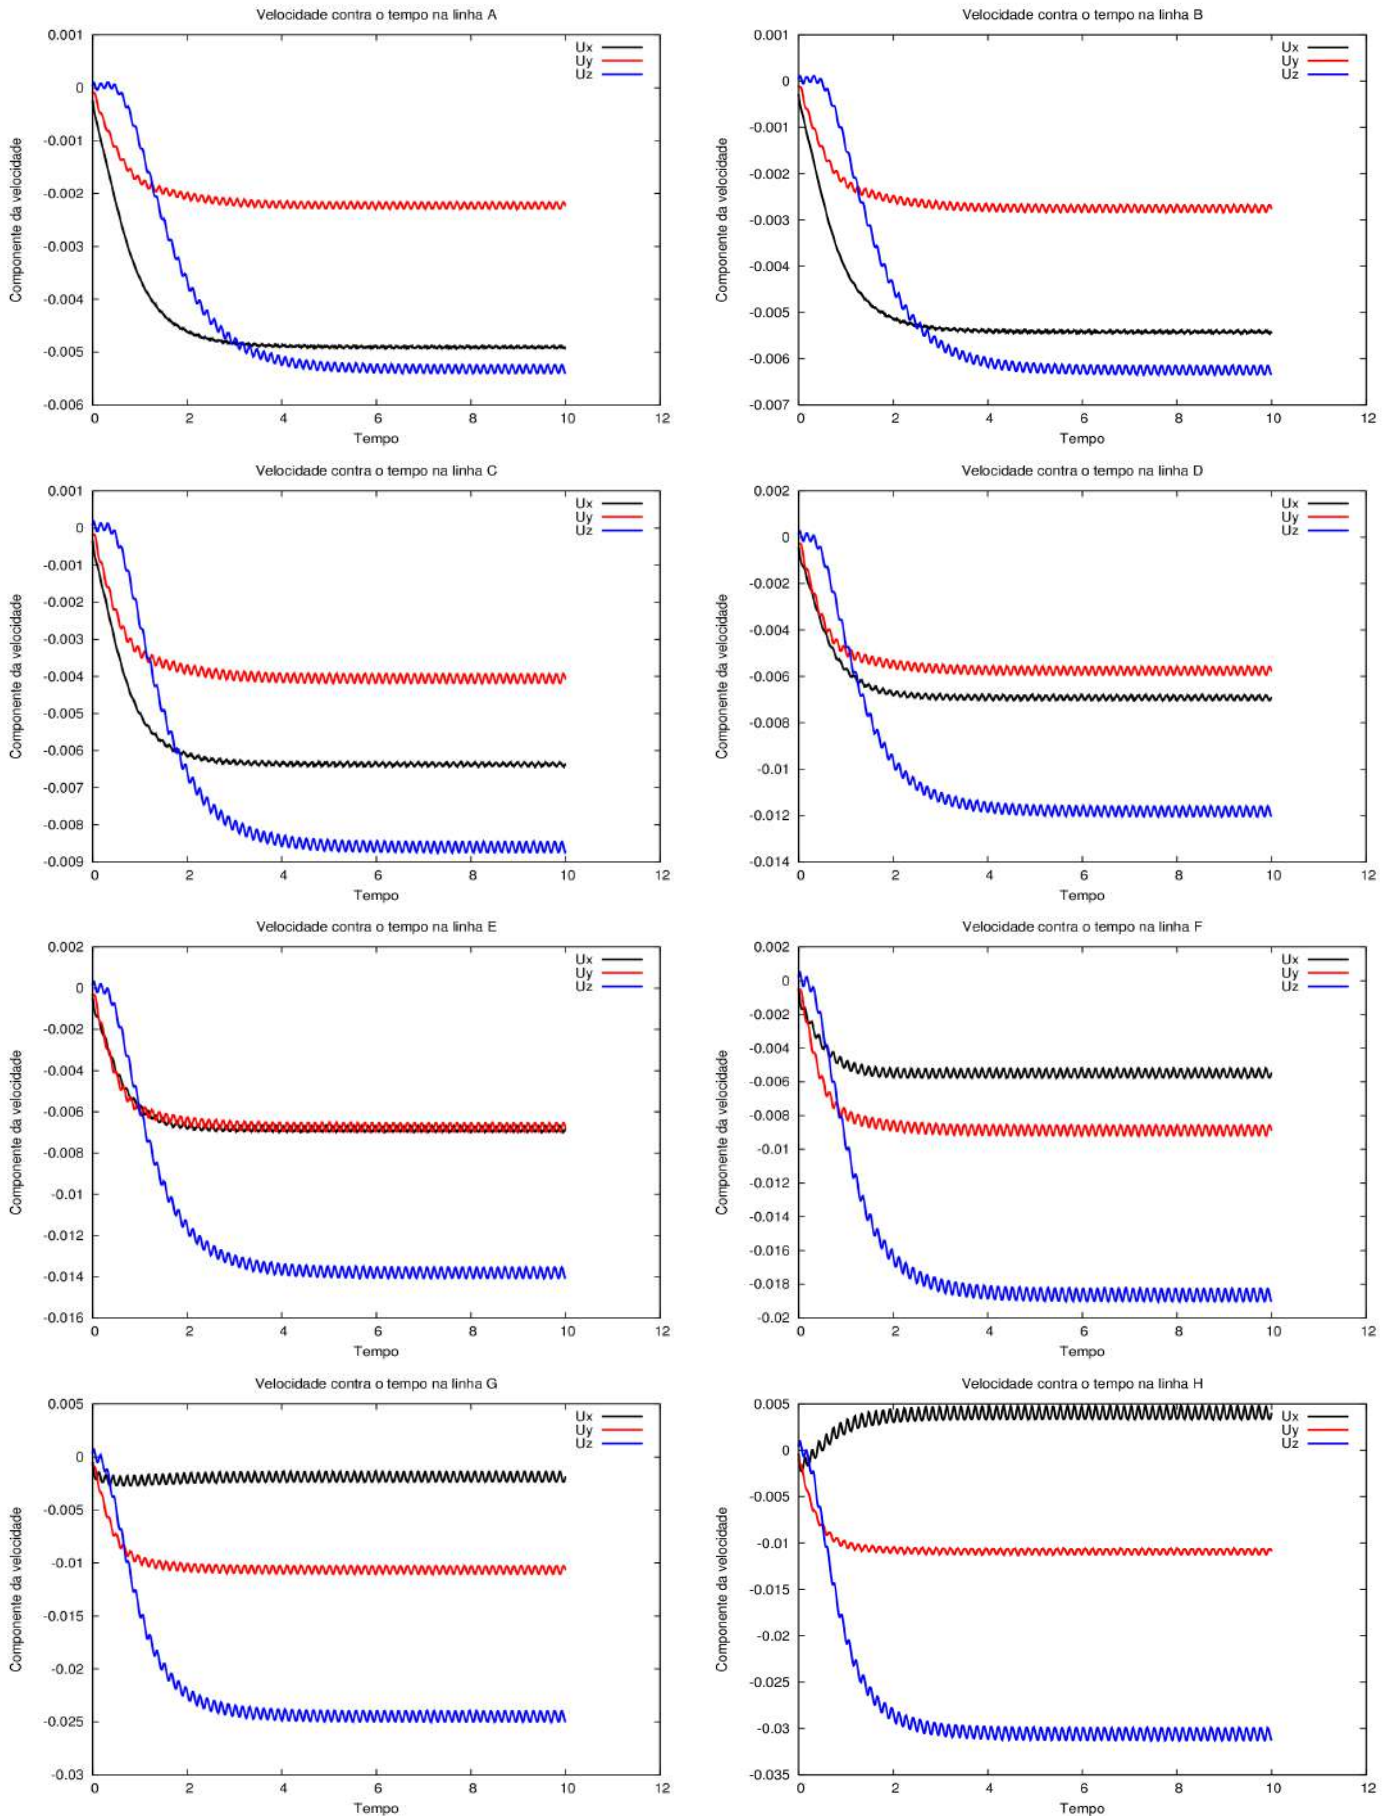 Velocidade contra o tempo na linha A
0.001
0
-0.001
-0.002
-0.003
-0.004
-0.005
-0.006
0 2 4 6 8 10 12
Componente da velocidade
Tempo
Ux
Uy
Uz
Velocidade contra o tempo na linha B
0.001
0
-0.001
-0.002
-0.003
-0.004
-0.005
-0.006
-0.007
0 2 4 6 8 10 12
Componente da velocidade
Tempo
Ux
Uy
Uz
Velocidade contra o tempo na linha C
0.001
0
-0.001
-0.002
-0.003
-0.004
-0.005
-0.006
-0.007
-0.008
-0.009
0 2 4 6 8 10 12
Componente da velocidade
Tempo
Ux
Uy
Uz
Velocidade contra o tempo na linha D
0.002
0
-0.002
-0.004
-0.006
-0.008
-0.01
-0.012
-0.014
0 2 4 6 8 10 12
Componente da velocidade
Tempo
Ux
Uy
Uz
Velocidade contra o tempo na linha E
0.002
0
-0.002
-0.004
-0.006
-0.008
-0.01
-0.012
-0.014
-0.016
0 2 4 6 8 10 12
Componente da velocidade
Tempo
Ux
Uy
Uz
Velocidade contra o tempo na linha F
0.002
0
-0.002
-0.004
-0.006
-0.008
-0.01
-0.012
-0.014
-0.016
-0.018
-0.02
0 2 4 6 8 10 12
Componente da velocidade
Tempo
Ux
Uy
Uz
Velocidade contra o tempo na linha G
0.005
0
-0.005
-0.01
-0.015
-0.02
-0.025
-0.03
0 2 4 6 8 10 12
Componente da velocidade
Tempo
Ux
Uy
Uz
Velocidade contra o tempo na linha H
0.005
0
-0.005
-0.01
-0.015
-0.02
-0.025
-0.03
-0.035
0 2 4 6 8 10 12
Componente da velocidade
Tempo
Ux
Uy
Uz